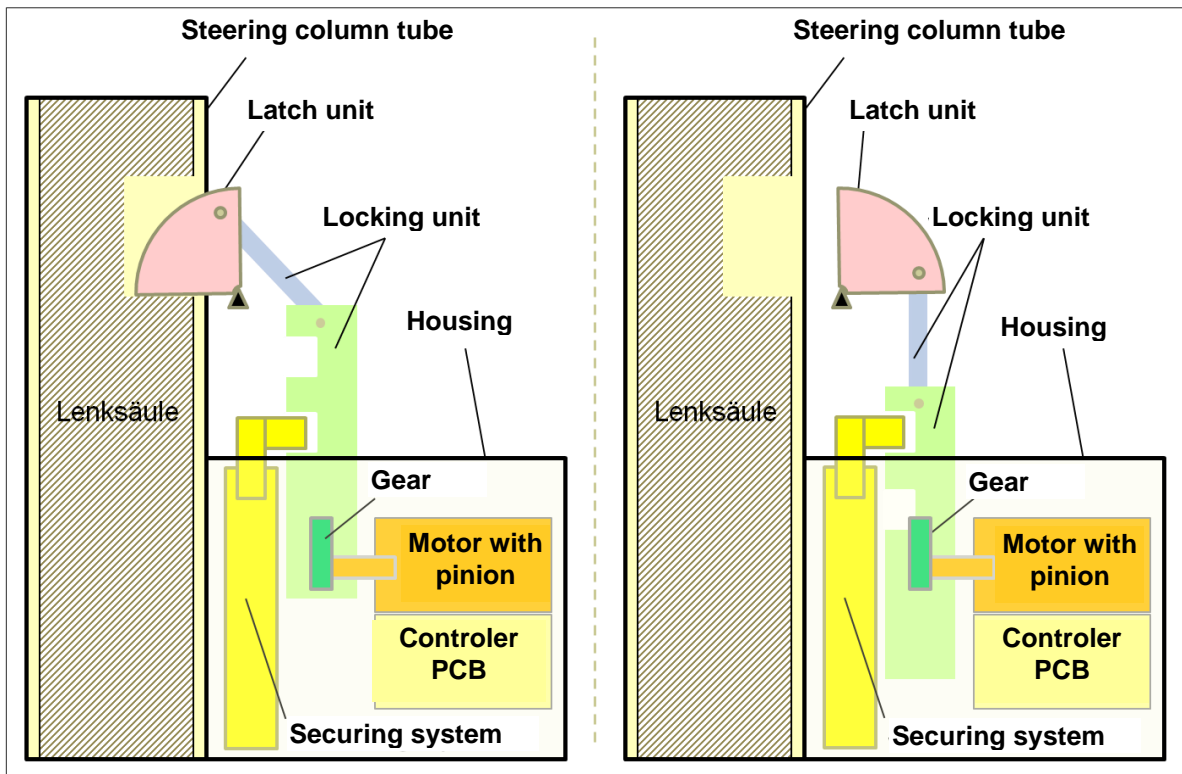 Steering column tube
Latch unit
Locking unit
Housing
Lenksäule
Gear
Motor with
pinion
Controler
PCB
Securing system
Steering column tube
Latch unit
Locking unit
Housing
Lenksäule
Gear
Motor with
pinion
Controler
PCB
Securing system